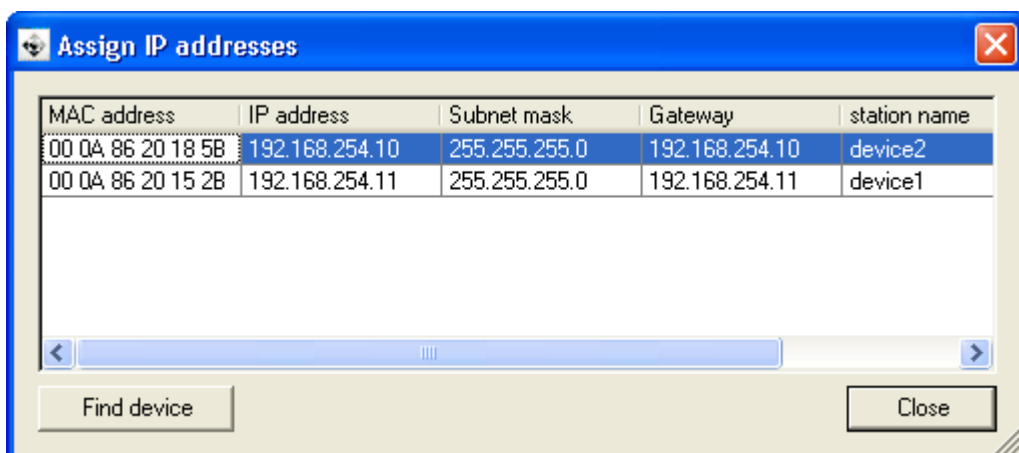 Assign IP addresses
MAC address IP address Subnet mask Gateway station name
00 0A 86 20 18 5B 192.168.254.10 255.255.255.0 192.168.254.10 device2
00 0A 86 20 15 2B 192.168.254.11 255.255.255.0 192.168.254.11 device1
Find device Close